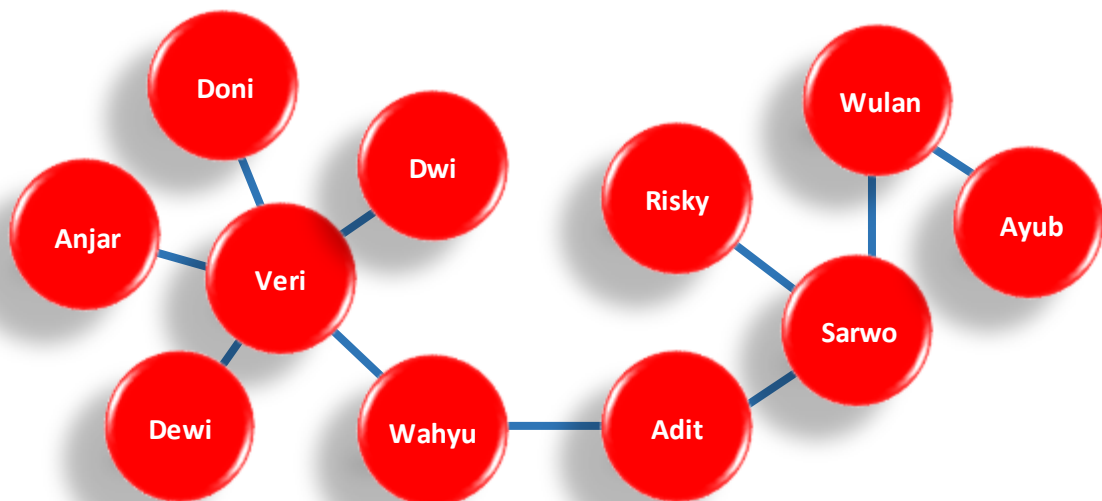 Doni
Wulan
Dwi
Risky
Ayub
Anjar
Veri
Sarwo
Dewi
Wahyu
Adit